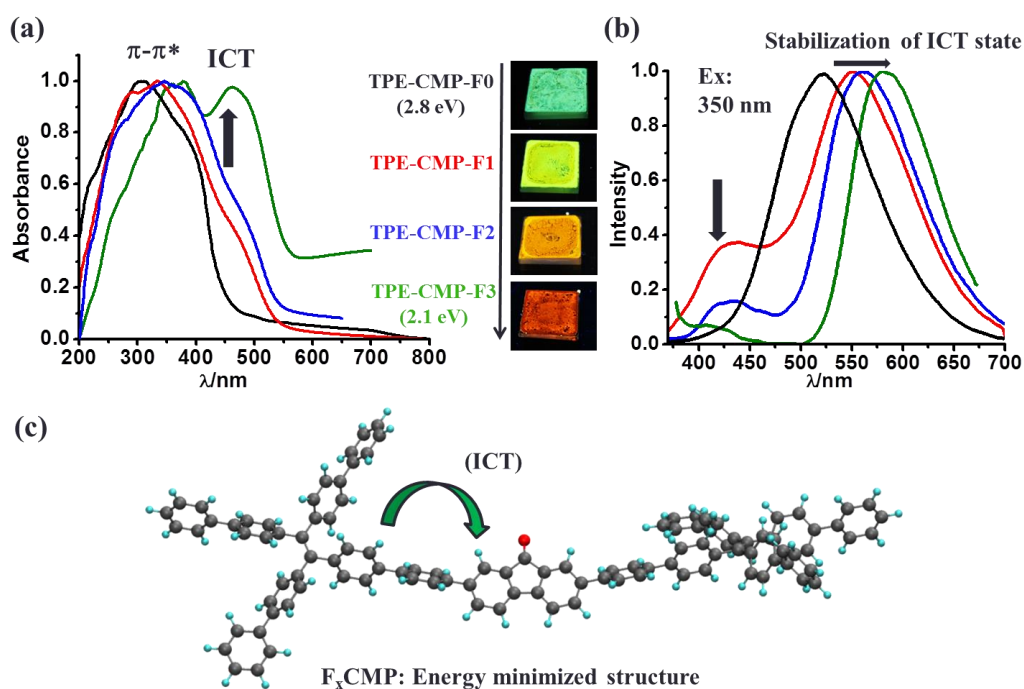 (a)
π-π*
ICT
Absorbance
1.0
0.8
0.6
0.4
0.2
0.0
200 300 400 500 600 700 800
λ/nm
TPE-CMP-F0
(2.8 eV)
TPE-CMP-F1
TPE-CMP-F2
TPE-CMP-F3
(2.1 eV)
(b)
Stabilization of ICT state
Ex:
350 nm
Intensity
1.0
0.8
0.6
0.4
0.2
0.0
400 450 500 550 600 650 700
λ/nm
(c)
(ICT)
FxCMP: Energy minimized structure